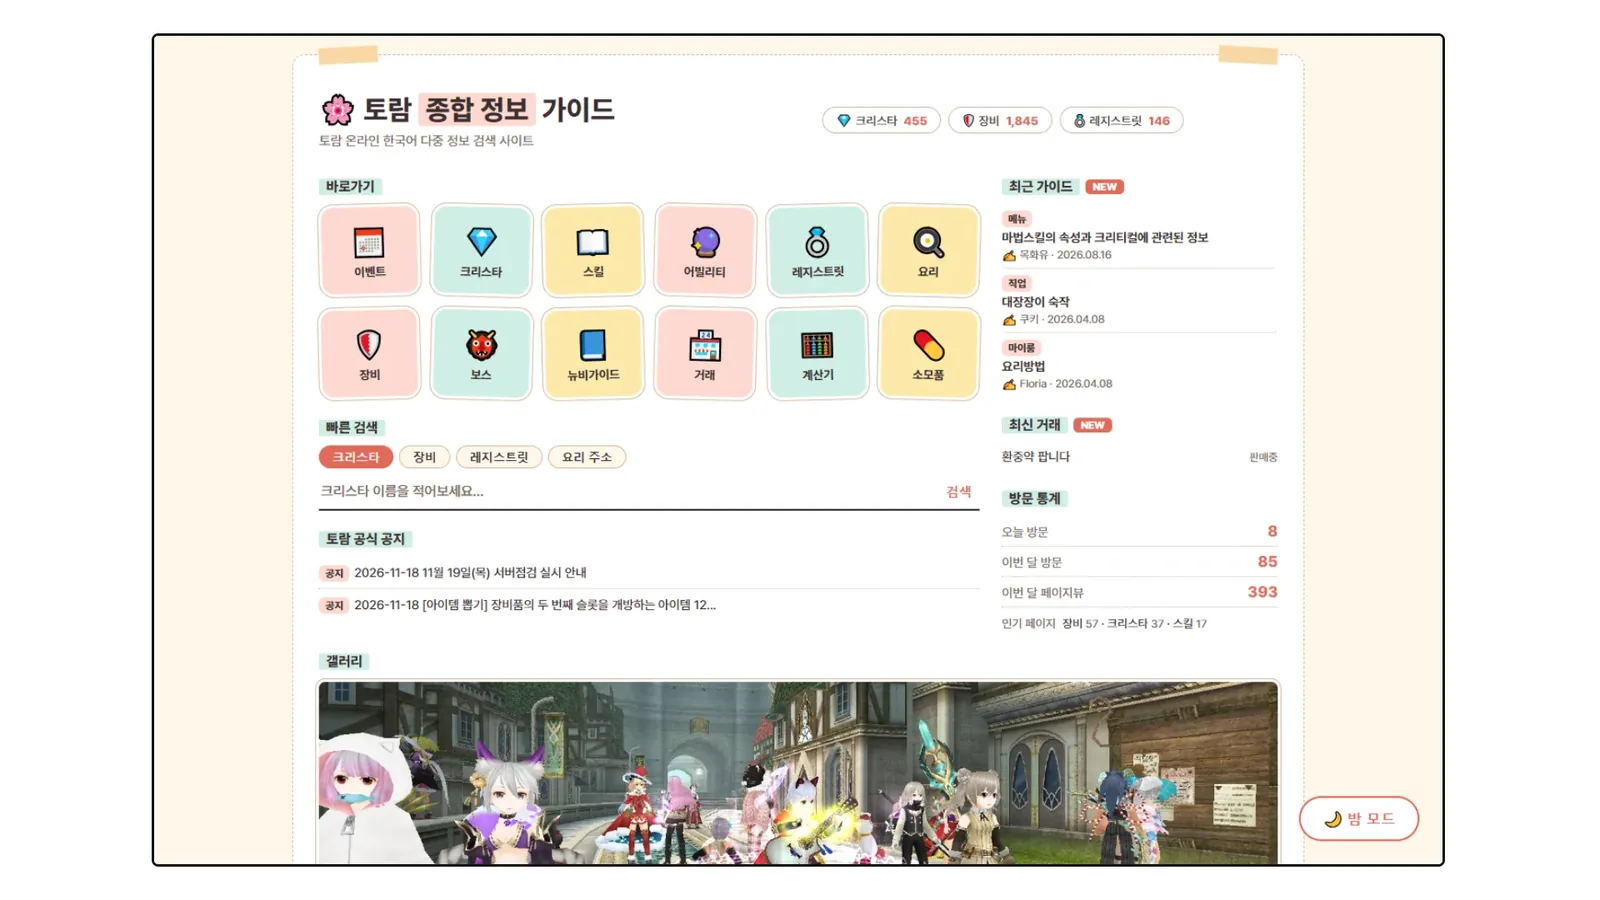 토람 종합 정보 가이드
토람 온라인 한국어 다중 정보 검색 사이트
크리스타 455
장비 1,845
레지스트릿 146
바로가기
이벤트
크리스타
스킬
어빌리티
레지스트릿
요리
장비
보스
뉴비가이드
거래
계산기
소모품
빠른 검색
크리스타
장비
레지스트릿
요리 주소
크리스타 이름을 적어보세요...
검색
토람 공식 공지
공지 2026-11-18 11월 19일(목) 서버점검 실시 안내
공지 2026-11-18 [아이템 뽑기] 장비품의 두 번째 슬롯을 개방하는 아이템 12...
최근 가이드 NEW
메뉴
마법스킬의 속성과 크리티컬에 관련된 정보
목화유 · 2026.08.16
직업
대장장이 숙작
쿠키 · 2026.04.08
마이룸
요리방법
Floria · 2026.04.08
최신 거래 NEW
환중약 팝니다 판매중
방문 통계
오늘 방문 8
이번 달 방문 85
이번 달 페이지뷰 393
인기 페이지 장비 57 · 크리스타 37 · 스킬 17
갤러리
밤 모드